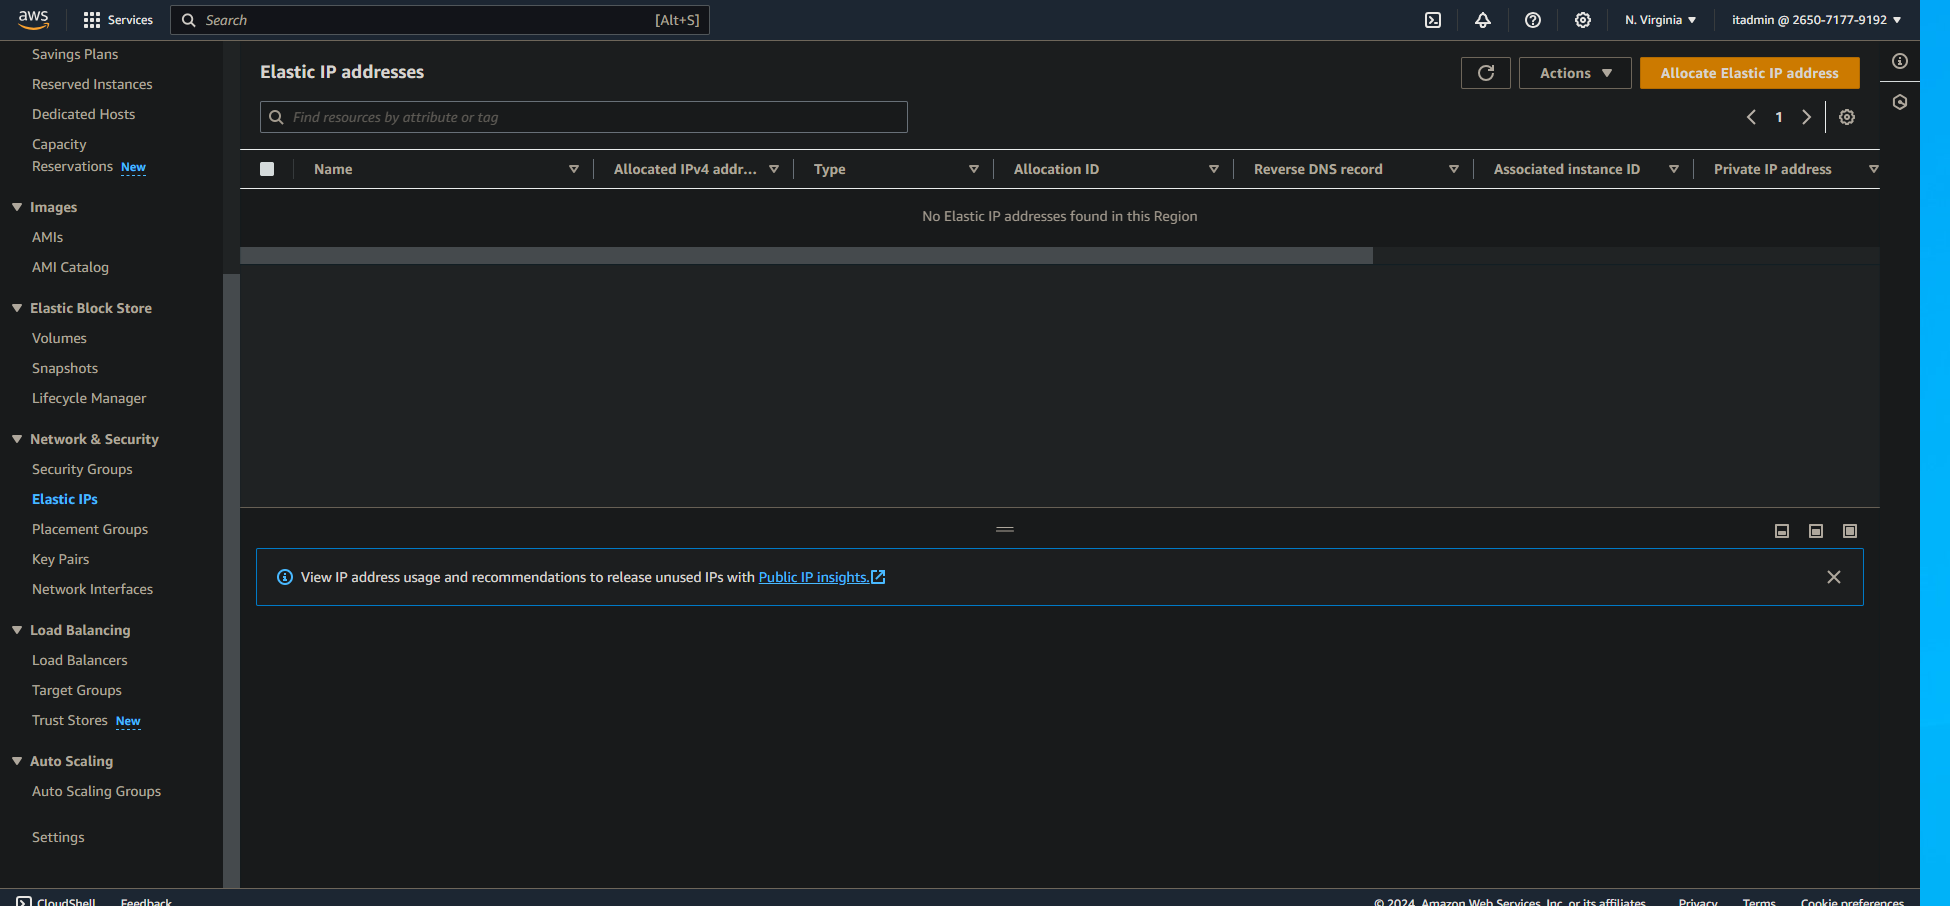 aws
Services
Search
[Alt+S]
N. Virginia
itadmin @ 2650-7177-9192
Savings Plans
Reserved Instances
Dedicated Hosts
Capacity
Reservations New
Images
AMIs
AMI Catalog
Elastic Block Store
Volumes
Snapshots
Lifecycle Manager
Network & Security
Security Groups
Elastic IPs
Placement Groups
Key Pairs
Network Interfaces
Load Balancing
Load Balancers
Target Groups
Trust Stores New
Auto Scaling
Auto Scaling Groups
Settings
Elastic IP addresses
Actions
Allocate Elastic IP address
Find resources by attribute or tag
1
Name
Allocated IPv4 addr...
Type
Allocation ID
Reverse DNS record
Associated instance ID
Private IP address
No Elastic IP addresses found in this Region
View IP address usage and recommendations to release unused IPs with Public IP insights.
CloudShell
Feedback
© 2024, Amazon Web Services, Inc. or its affiliates.
Privacy
Terms
Cookie preferences